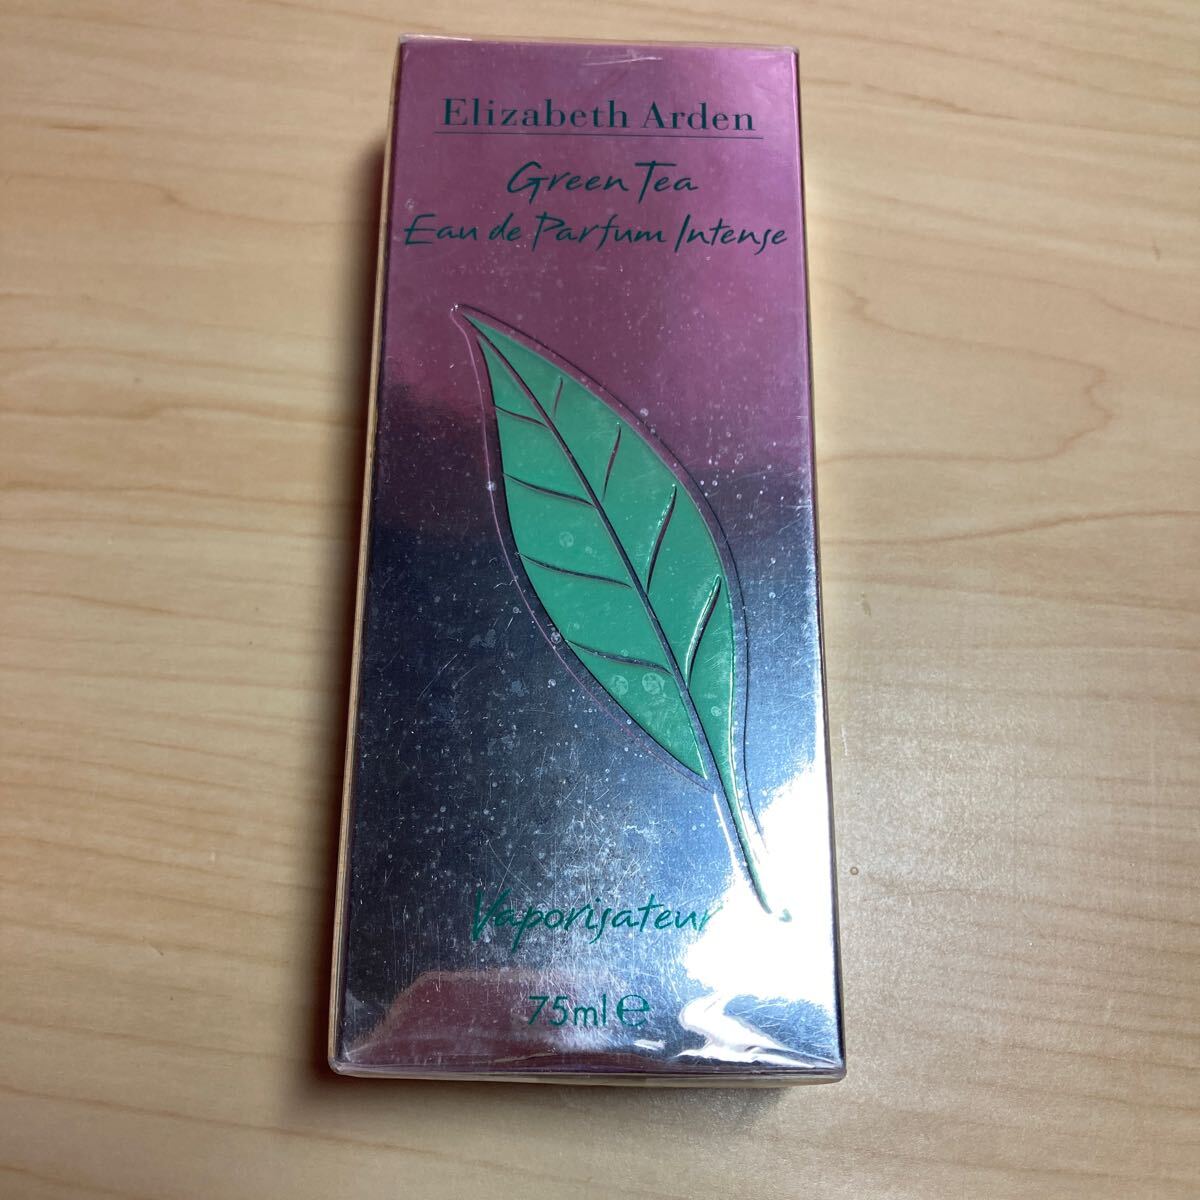 Elizabeth Arden
Green Tea
Eau de Parfum Intense
Vaporisateur
75ml ℮